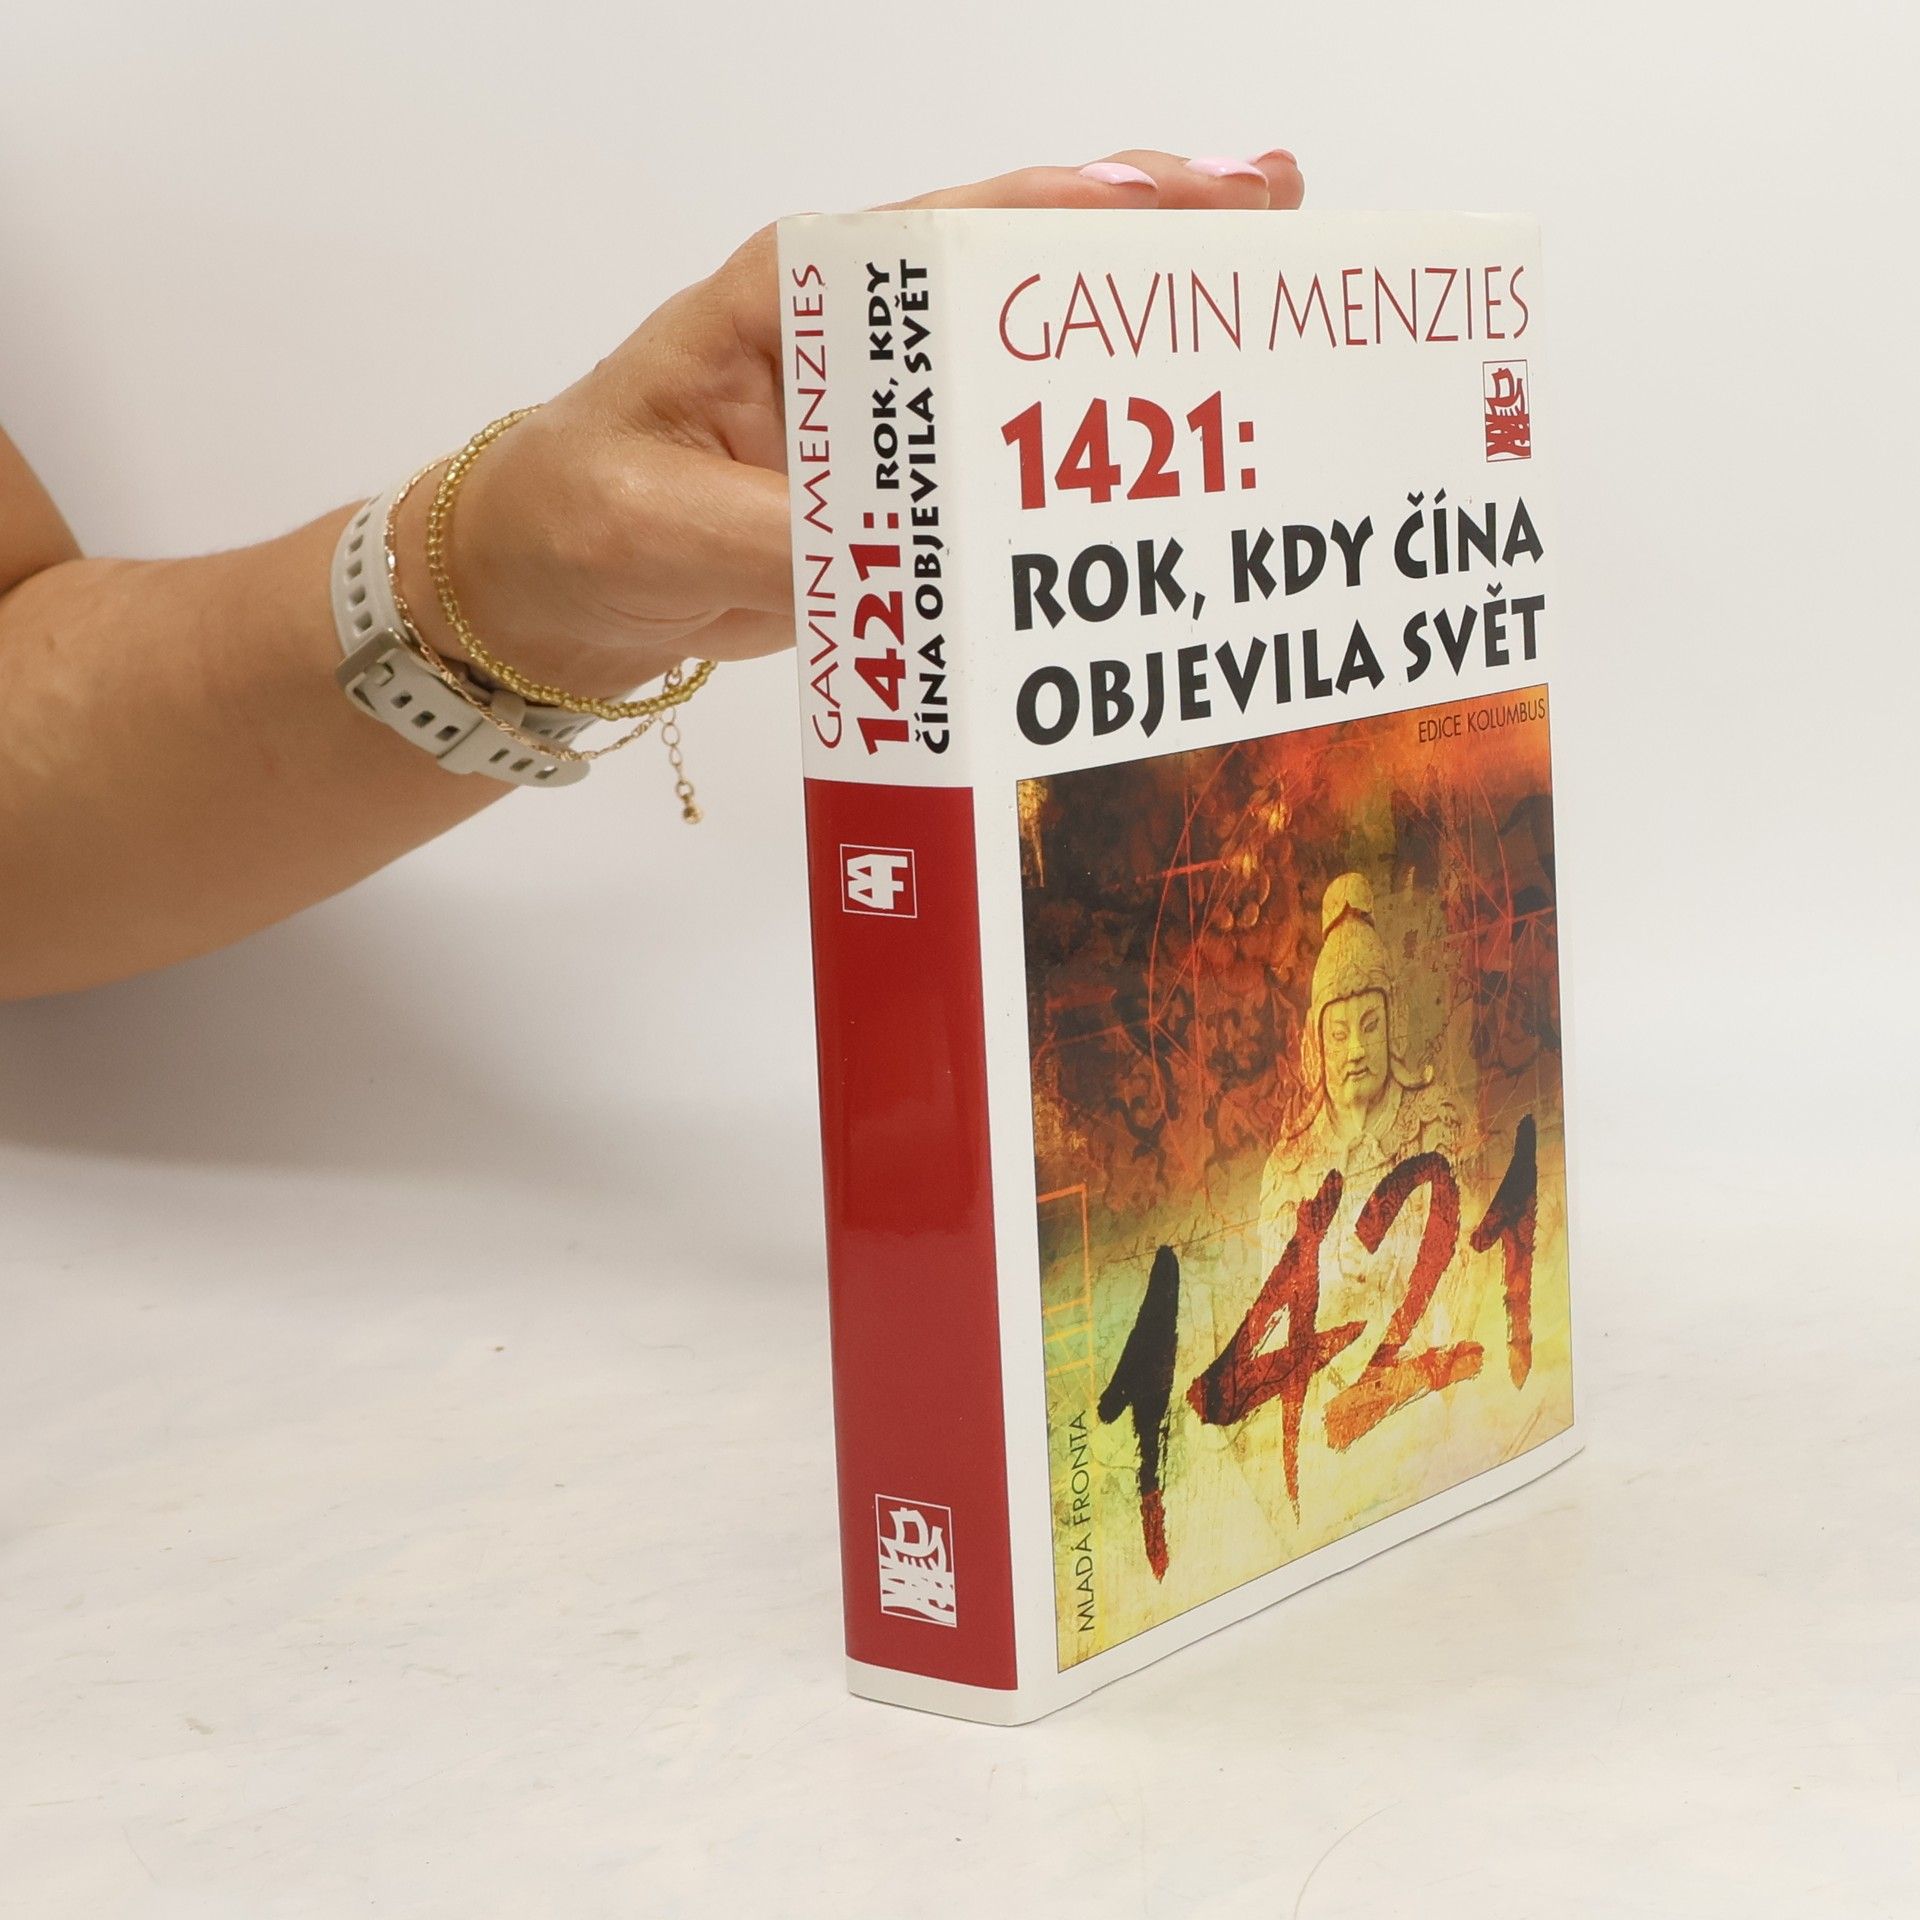 GAVIN MENZIES
1421: ROK, KDY
ČÍNA OBJEVILA SVĚT
GAVIN MENZIES
1421:
ROK, KDY ČÍNA
OBJEVILA SVĚT
EDICE KOLUMBUS
1421
MLADÁ FRONTA